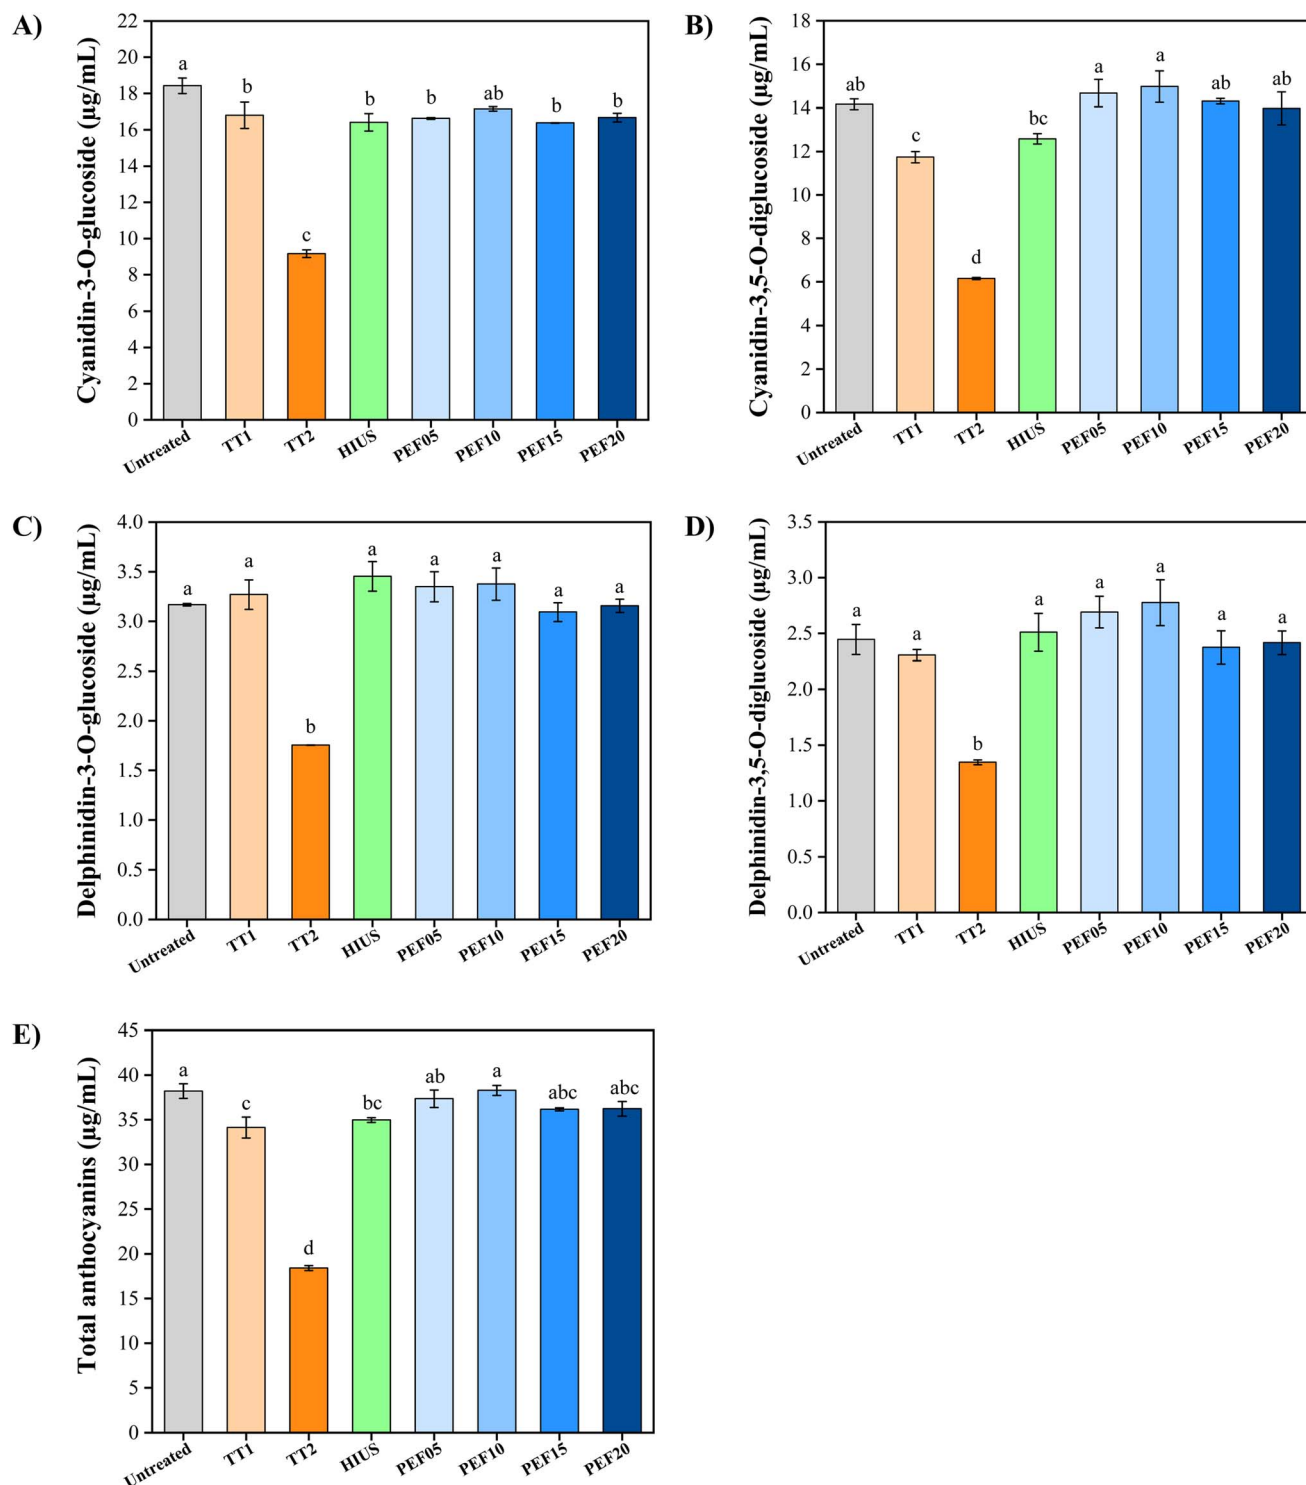 A)
Cyanidin-3-O-glucoside (µg/mL)
22
20
18
16
14
12
10
8
6
4
2
0
a
b
c
b
b
ab
b
b
Untreated
TT1
TT2
HIUS
PEF05
PEF10
PEF15
PEF20
B)
Cyanidin-3,5-O-diglucoside (µg/mL)
18
16
14
12
10
8
6
4
2
0
ab
c
d
bc
a
a
ab
ab
Untreated
TT1
TT2
HIUS
PEF05
PEF10
PEF15
PEF20
C)
Delphinidin-3-O-glucoside (µg/mL)
4.0
3.5
3.0
2.5
2.0
1.5
1.0
0.5
0.0
a
a
b
a
a
a
a
a
Untreated
TT1
TT2
HIUS
PEF05
PEF10
PEF15
PEF20
D)
Delphinidin-3,5-O-diglucoside (µg/mL)
3.5
3.0
2.5
2.0
1.5
1.0
0.5
0.0
a
a
b
a
a
a
a
a
Untreated
TT1
TT2
HIUS
PEF05
PEF10
PEF15
PEF20
E)
Total anthocyanins (µg/mL)
45
40
35
30
25
20
15
10
5
0
a
c
d
bc
ab
a
abc
abc
Untreated
TT1
TT2
HIUS
PEF05
PEF10
PEF15
PEF20